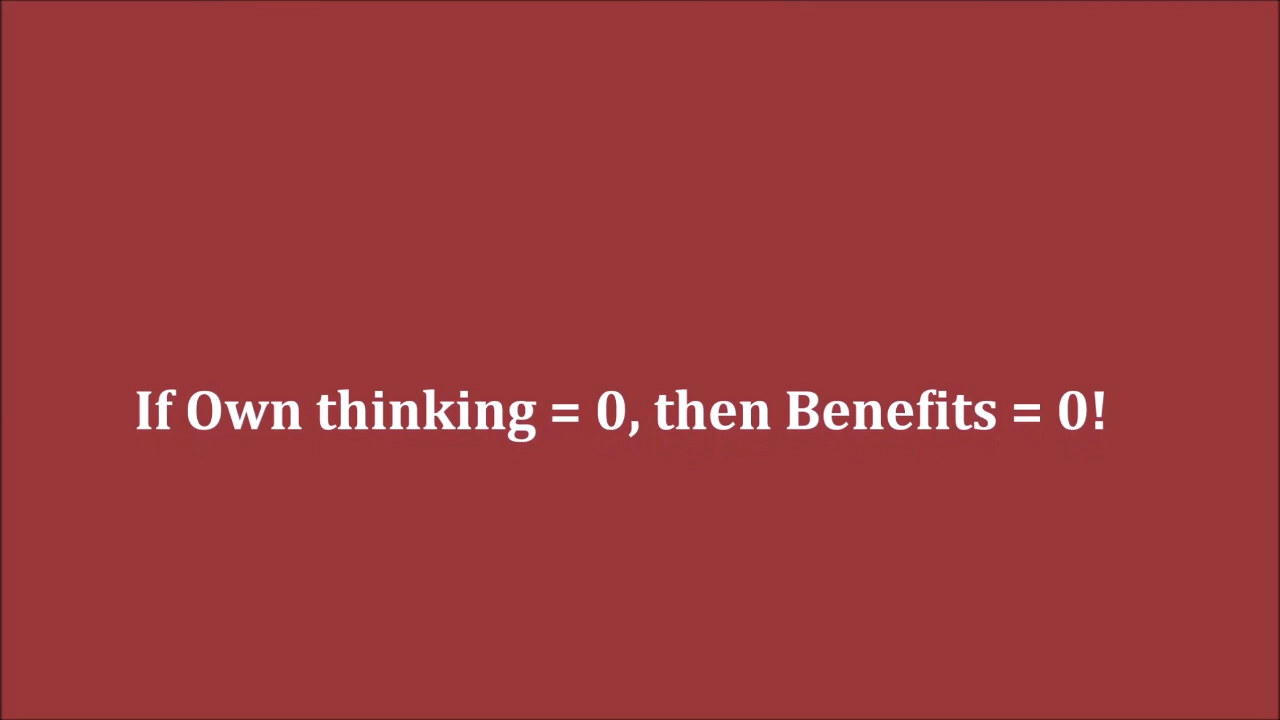 If Own thinking = 0, then Benefits = 0!